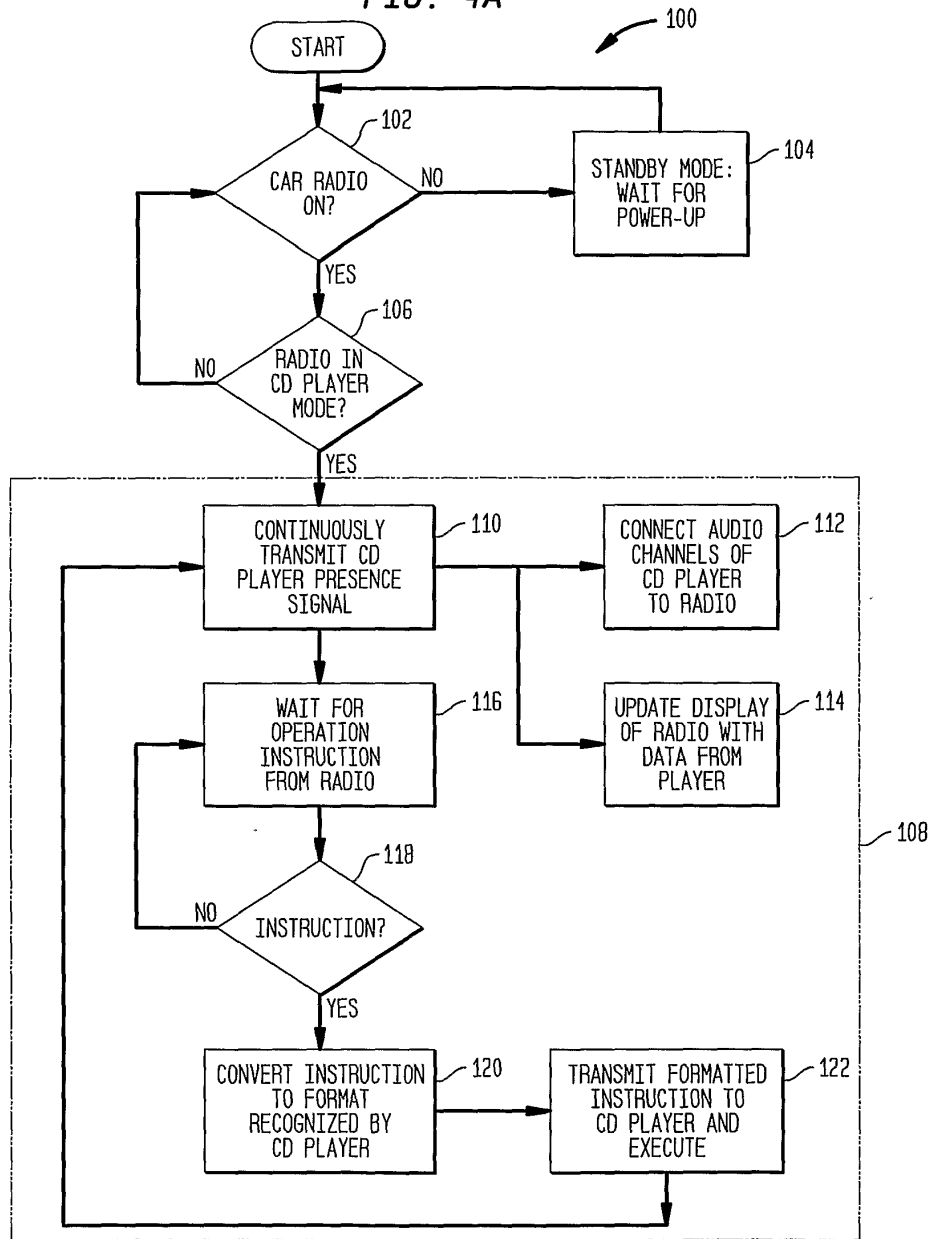 FIG. 4A
100
START
102
CAR RADIO
ON?
NO
104
STANDBY MODE:
WAIT FOR
POWER-UP
YES
106
RADIO IN
CD PLAYER
MODE?
NO
YES
110
CONTINUOUSLY
TRANSMIT CD
PLAYER PRESENCE
SIGNAL
112
CONNECT AUDIO
CHANNELS OF
CD PLAYER
TO RADIO
116
WAIT FOR
OPERATION
INSTRUCTION
FROM RADIO
114
UPDATE DISPLAY
OF RADIO WITH
DATA FROM
PLAYER
108
118
INSTRUCTION?
NO
YES
120
CONVERT INSTRUCTION
TO FORMAT
RECOGNIZED BY
CD PLAYER
122
TRANSMIT FORMATTED
INSTRUCTION TO
CD PLAYER AND
EXECUTE